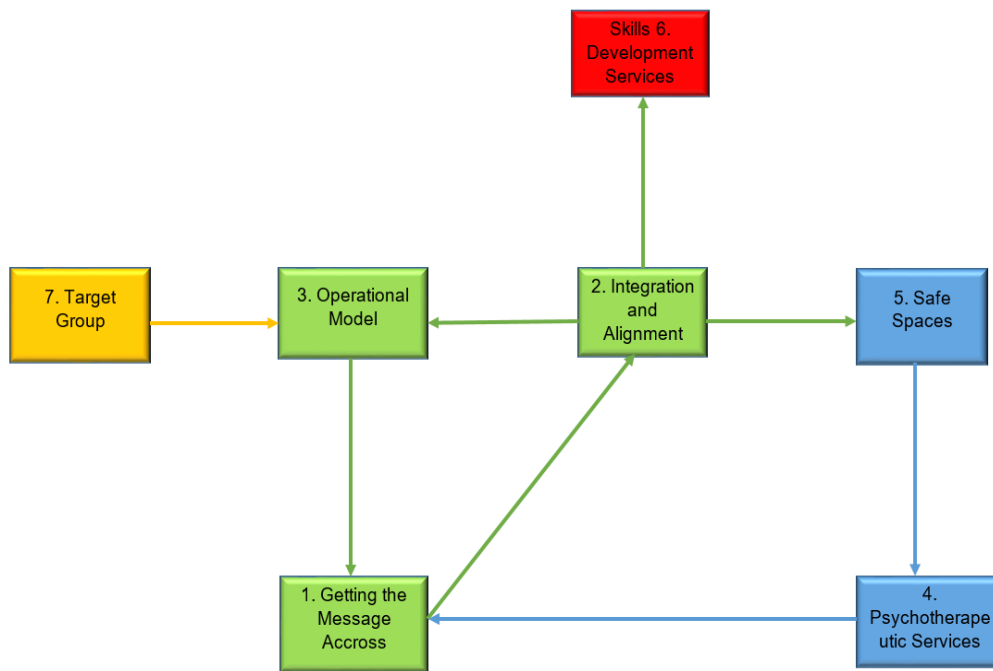 Skills 6.
Development
Services
7. Target
Group
3. Operational
Model
2. Integration
and
Alignment
5. Safe
Spaces
1. Getting the
Message
Accross
4.
Psychotherape
utic Services